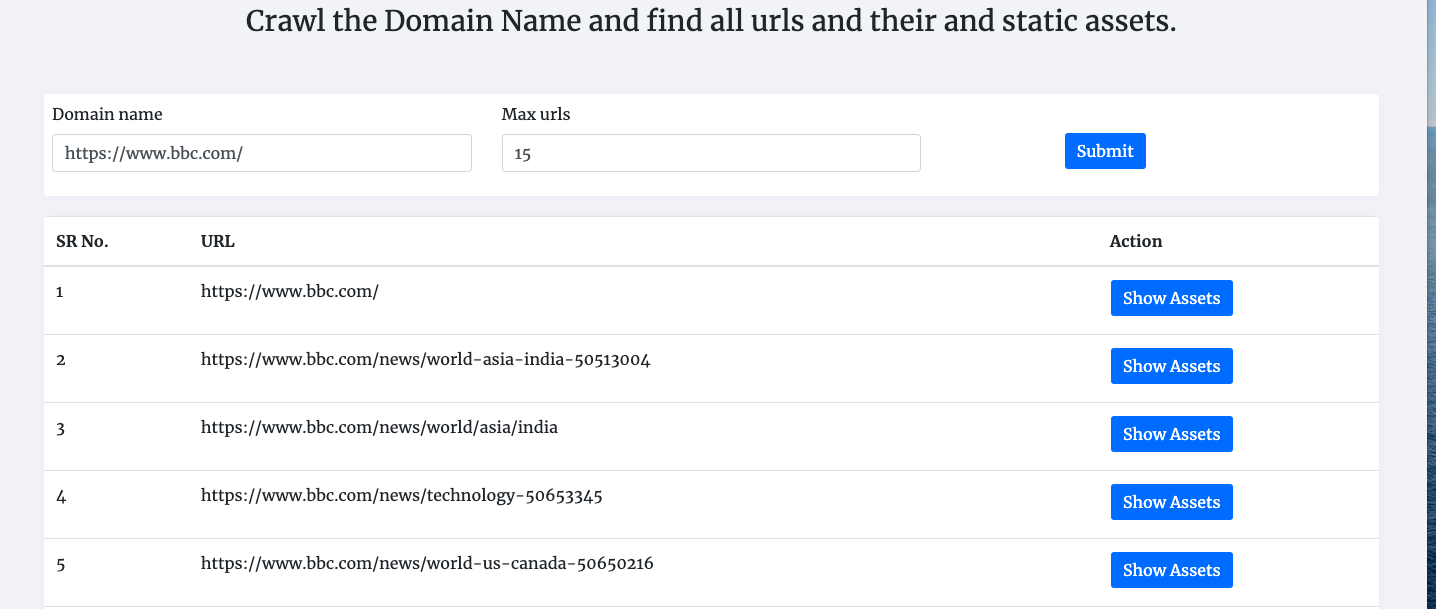 Crawl the Domain Name and find all urls and their and static assets.
Domain name Max urls
https://www.bbc.com/ 15 Submit
SR No. URL Action
1 https://www.bbc.com/ Show Assets
2 https://www.bbc.com/news/world-asia-india-50513004 Show Assets
3 https://www.bbc.com/news/world/asia/india Show Assets
4 https://www.bbc.com/news/technology-50653345 Show Assets
5 https://www.bbc.com/news/world-us-canada-50650216 Show Assets